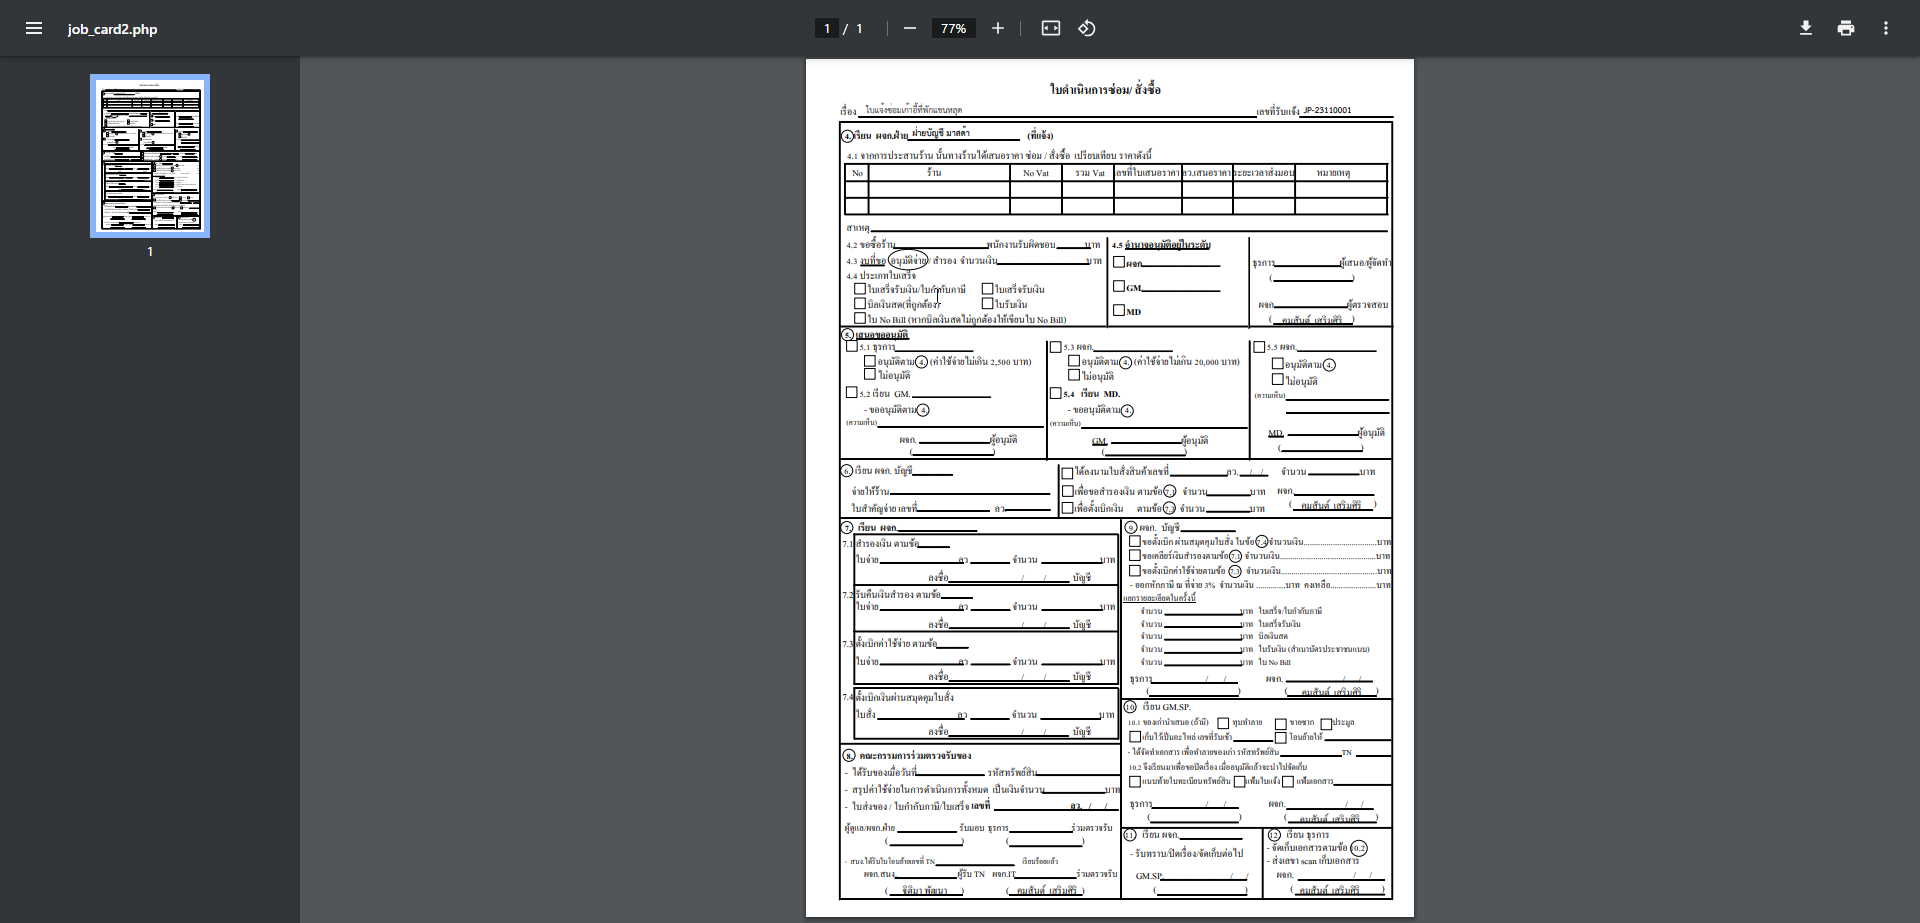 job_card2.php
1 / 1
77%
1
ใบดำเนินการซ่อม/ สั่งซื้อ
เรื่อง ใบแจ้งซ่อมเก้าอี้ที่พักแขนหลุด เลขที่รับแจ้ง JP-23110001
4. เรียน ผจก.ฝ่าย ฝ่ายบัญชี มาสด้า (ที่แจ้ง)
4.1 จากการประสานร้าน นั้นทางร้านได้เสนอราคา ซ่อม / สั่งซื้อ เปรียบเทียบ ราคาดังนี้
No ร้าน No Vat รวม Vat เลขที่ใบเสนอราคา ลว.เสนอราคา ระยะเวลาส่งมอบ หมายเหตุ
สาเหตุ
4.2 ขอซื้อร้าน พนักงานรับผิดชอบ บาท
4.3 งบที่ขอ อนุมัติจ่าย / สำรอง จำนวนเงิน บาท
4.4 ประเภทใบเสร็จ
ใบเสร็จรับเงิน/ใบกำกับภาษี ใบเสร็จรับเงิน
บิลเงินสด(ที่ถูกต้อง) ใบรับเงิน
ใบ No Bill (หากบิลเงินสดไม่ถูกต้องให้เขียนใบ No Bill)
4.5 อำนาจอนุมัติอยู่ในระดับ
ผจก.
GM.
MD
ธุรการ ผู้เสนอ/ผู้จัดทำ
( )
ผจก. ผู้ตรวจสอบ
( คมสันต์ เสริมศิริ )
5. เสนอขออนุมัติ
5.1 ธุรการ
อนุมัติตาม 4. (ค่าใช้จ่ายไม่เกิน 2,500 บาท)
ไม่อนุมัติ
5.2 เรียน GM.
- ขออนุมัติตาม 4.
(ความเห็น)
ผจก. ผู้อนุมัติ
( )
5.3 ผจก.
อนุมัติตาม 4. (ค่าใช้จ่ายไม่เกิน 20,000 บาท)
ไม่อนุมัติ
5.4 เรียน MD.
- ขออนุมัติตาม 4.
(ความเห็น)
GM. ผู้อนุมัติ
( )
5.5 ผจก.
อนุมัติตาม 4.
ไม่อนุมัติ
(ความเห็น)
MD. ผู้อนุมัติ
( )
6. เรียน ผจก. บัญชี
จ่ายให้ร้าน
ใบสำคัญจ่าย เลขที่ ลว.
ได้ลงนามใบสั่งสินค้าเลขที่ ลว. / / จำนวน บาท
เพื่อขอสำรองเงิน ตามข้อ 7.1 จำนวน บาท ผจก.
เพื่อตั้งเบิกเงิน ตามข้อ 7.3 จำนวน บาท ( คมสันต์ เสริมศิริ )
7. เรียน ผจก.
7.1 สำรองเงิน ตามข้อ
ใบจ่าย ลว จำนวน บาท
ลงชื่อ / / บัญชี
7.2 รับคืนเงินสำรอง ตามข้อ
ใบจ่าย ลว จำนวน บาท
ลงชื่อ / / บัญชี
7.3 ตั้งเบิกค่าใช้จ่าย ตามข้อ
ใบจ่าย ลว จำนวน บาท
ลงชื่อ / / บัญชี
7.4 ตั้งเบิกเงินผ่านสมุดคุมใบสั่ง
ใบสั่ง ลว จำนวน บาท
ลงชื่อ / / บัญชี
8. คณะกรรมการร่วมตรวจรับของ
- ได้รับของเมื่อวันที่ รหัสทรัพย์สิน
- สรุปค่าใช้จ่ายในการดำเนินการทั้งหมด เป็นเงินจำนวน บาท
- ใบส่งของ / ใบกำกับภาษี/ใบเสร็จ เลขที่ ลว. / /
ผู้ดูแล/ผจก.ฝ่าย รับมอบ ธุรการ ร่วมตรวจรับ
( ) ( )
- สนง.ได้รับใบโอนย้ายเลขที่ TN เรียบร้อยแล้ว
ผจก.สนง. ผู้รับ TN ผจก.IT ร่วมตรวจรับ
( ฐิติมา พัฒนา ) ( คมสันต์ เสริมศิริ )
9. ผจก. บัญชี
ขอตั้งเบิก ผ่านสมุดคุมใบสั่ง ในข้อ 7.4 จำนวนเงิน บาท
ขอเคลียร์เงินสำรองตามข้อ 7.1 จำนวนเงิน บาท
ขอตั้งเบิกค่าใช้จ่ายตามข้อ 7.3 จำนวนเงิน บาท
- ออกหักภาษี ณ ที่จ่าย 3% จำนวนเงิน บาท คงเหลือ บาท
แยกรายละเอียดในครั้งนี้
จำนวน บาท ใบเสร็จ/ใบกำกับภาษี
จำนวน บาท ใบเสร็จรับเงิน
จำนวน บาท บิลเงินสด
จำนวน บาท ใบรับเงิน (สำเนาบัตรประชาชนแนบ)
จำนวน บาท ใบ No Bill
ธุรการ / / ผจก. / /
( ) ( คมสันต์ เสริมศิริ )
10 เรียน GM.SP.
10.1 ของเก่านำเสนอ (ถ้ามี) ทุบทำลาย ขายซาก ประมูล
เก็บไว้เป็นอะไหล่ เลขที่รับเข้า โอนย้ายให้
- ได้จัดทำเอกสาร เพื่อทำลายของเก่า รหัสทรัพย์สิน TN
10.2 จึงเรียนมาเพื่อขอปิดเรื่อง เมื่ออนุมัติแล้วจะนำไปจัดเก็บ
แนบท้ายใบทะเบียนทรัพย์สิน แฟ้มใบแจ้ง แฟ้มเอกสาร
ธุรการ / / ผจก. / /
( ) ( คมสันต์ เสริมศิริ )
11 เรียน ผจก.
- รับทราบ/ปิดเรื่อง/จัดเก็บต่อไป
GM.SP. / /
( )
12 เรียน ธุรการ
- จัดเก็บเอกสารตามข้อ 10.2
- ส่งเลขา scan เก็บเอกสาร
ผจก. / /
( คมสันต์ เสริมศิริ )